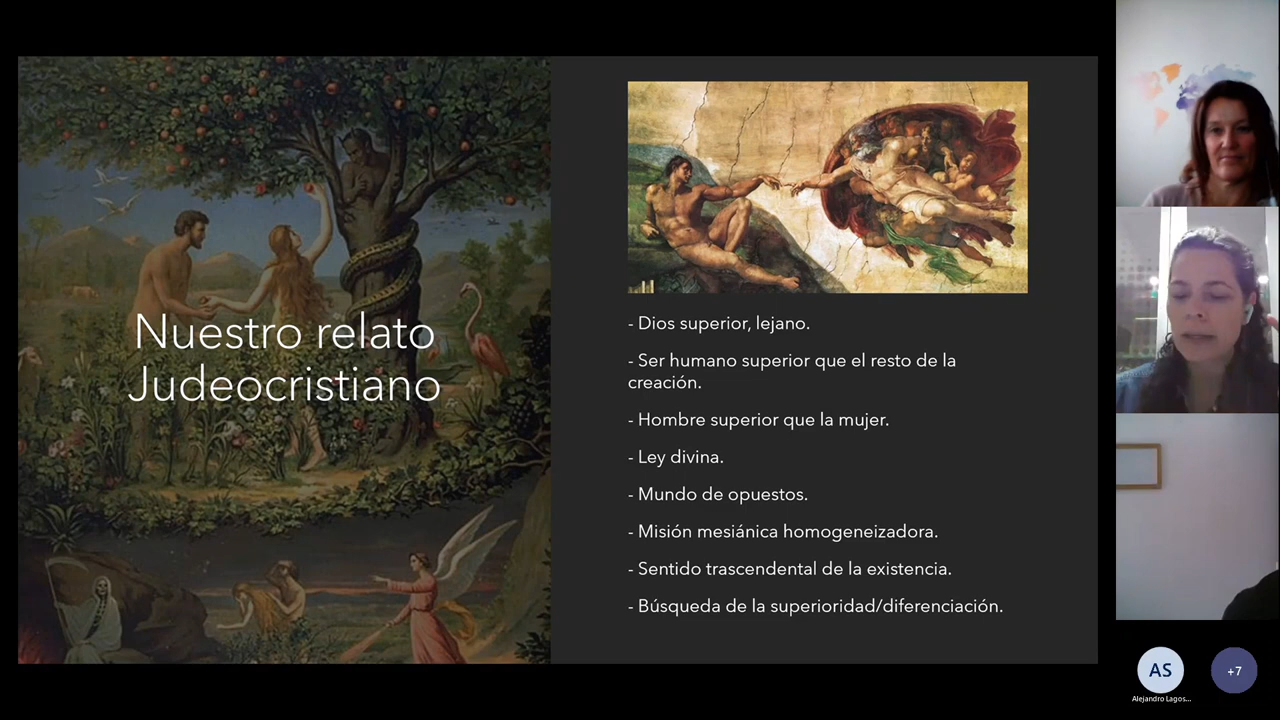 Nuestro relato
Judeocristiano
- Dios superior, lejano.
- Ser humano superior que el resto de la
creación.
- Hombre superior que la mujer.
- Ley divina.
- Mundo de opuestos.
- Misión mesiánica homogeneizadora.
- Sentido trascendental de la existencia.
- Búsqueda de la superioridad/diferenciación.
AS
+7
Alejandro Lagos...